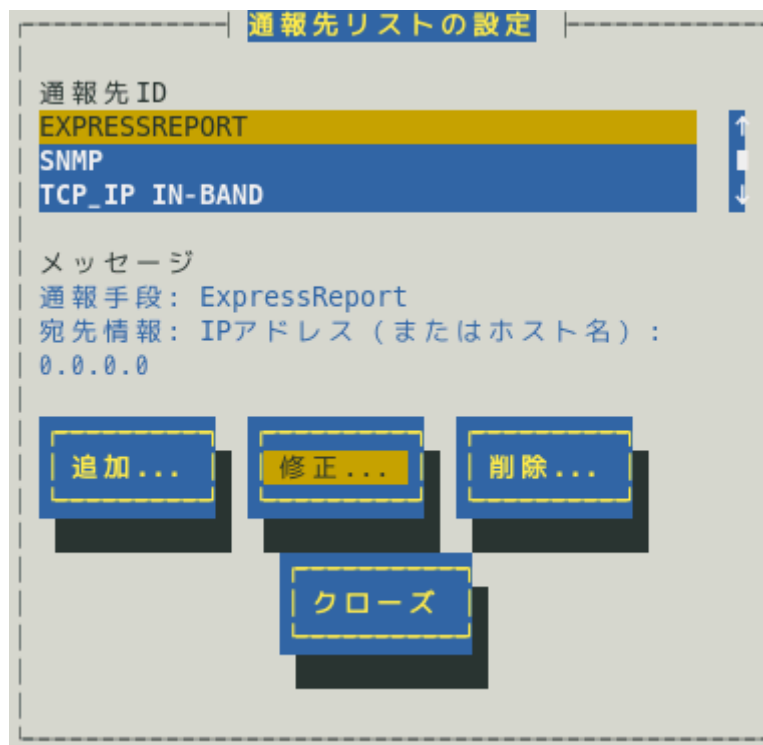 通報先リストの設定
通報先ID
EXPRESSREPORT
SNMP
TCP_IP IN-BAND
メッセージ
通報手段: ExpressReport
宛先情報: IPアドレス (またはホスト名) :
0.0.0.0
追加... 修正... 削除...
クローズ